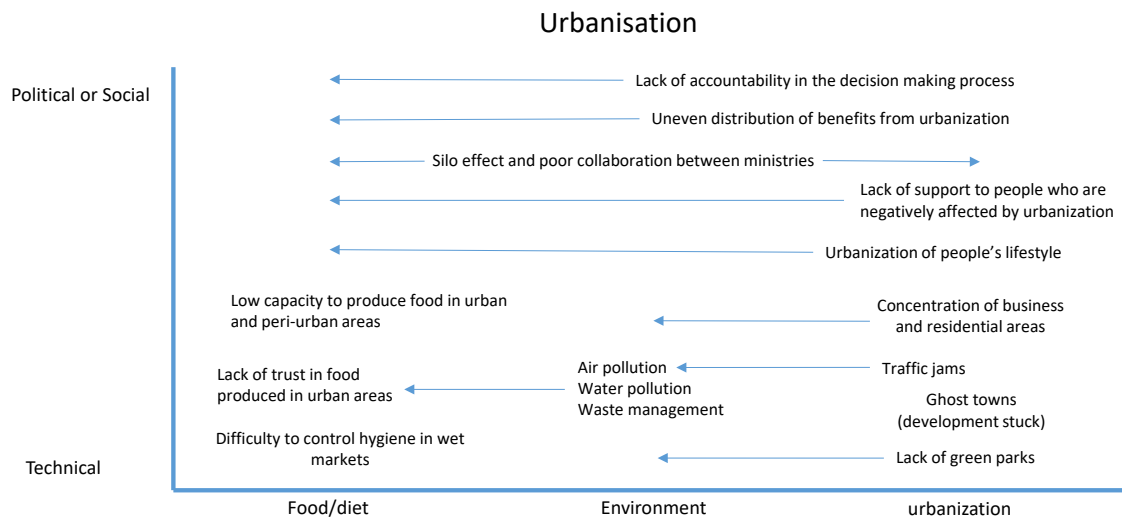 Urbanisation
Political or Social
Lack of accountability in the decision making process
Uneven distribution of benefits from urbanization
Silo effect and poor collaboration between ministries
Lack of support to people who are
negatively affected by urbanization
Urbanization of people's lifestyle
Low capacity to produce food in urban
and peri-urban areas
Concentration of business
and residential areas
Lack of trust in food
produced in urban areas
Air pollution
Water pollution
Waste management
Traffic jams
Ghost towns
(development stuck)
Difficulty to control hygiene in wet
markets
Lack of green parks
Technical
Food/diet
Environment
urbanization